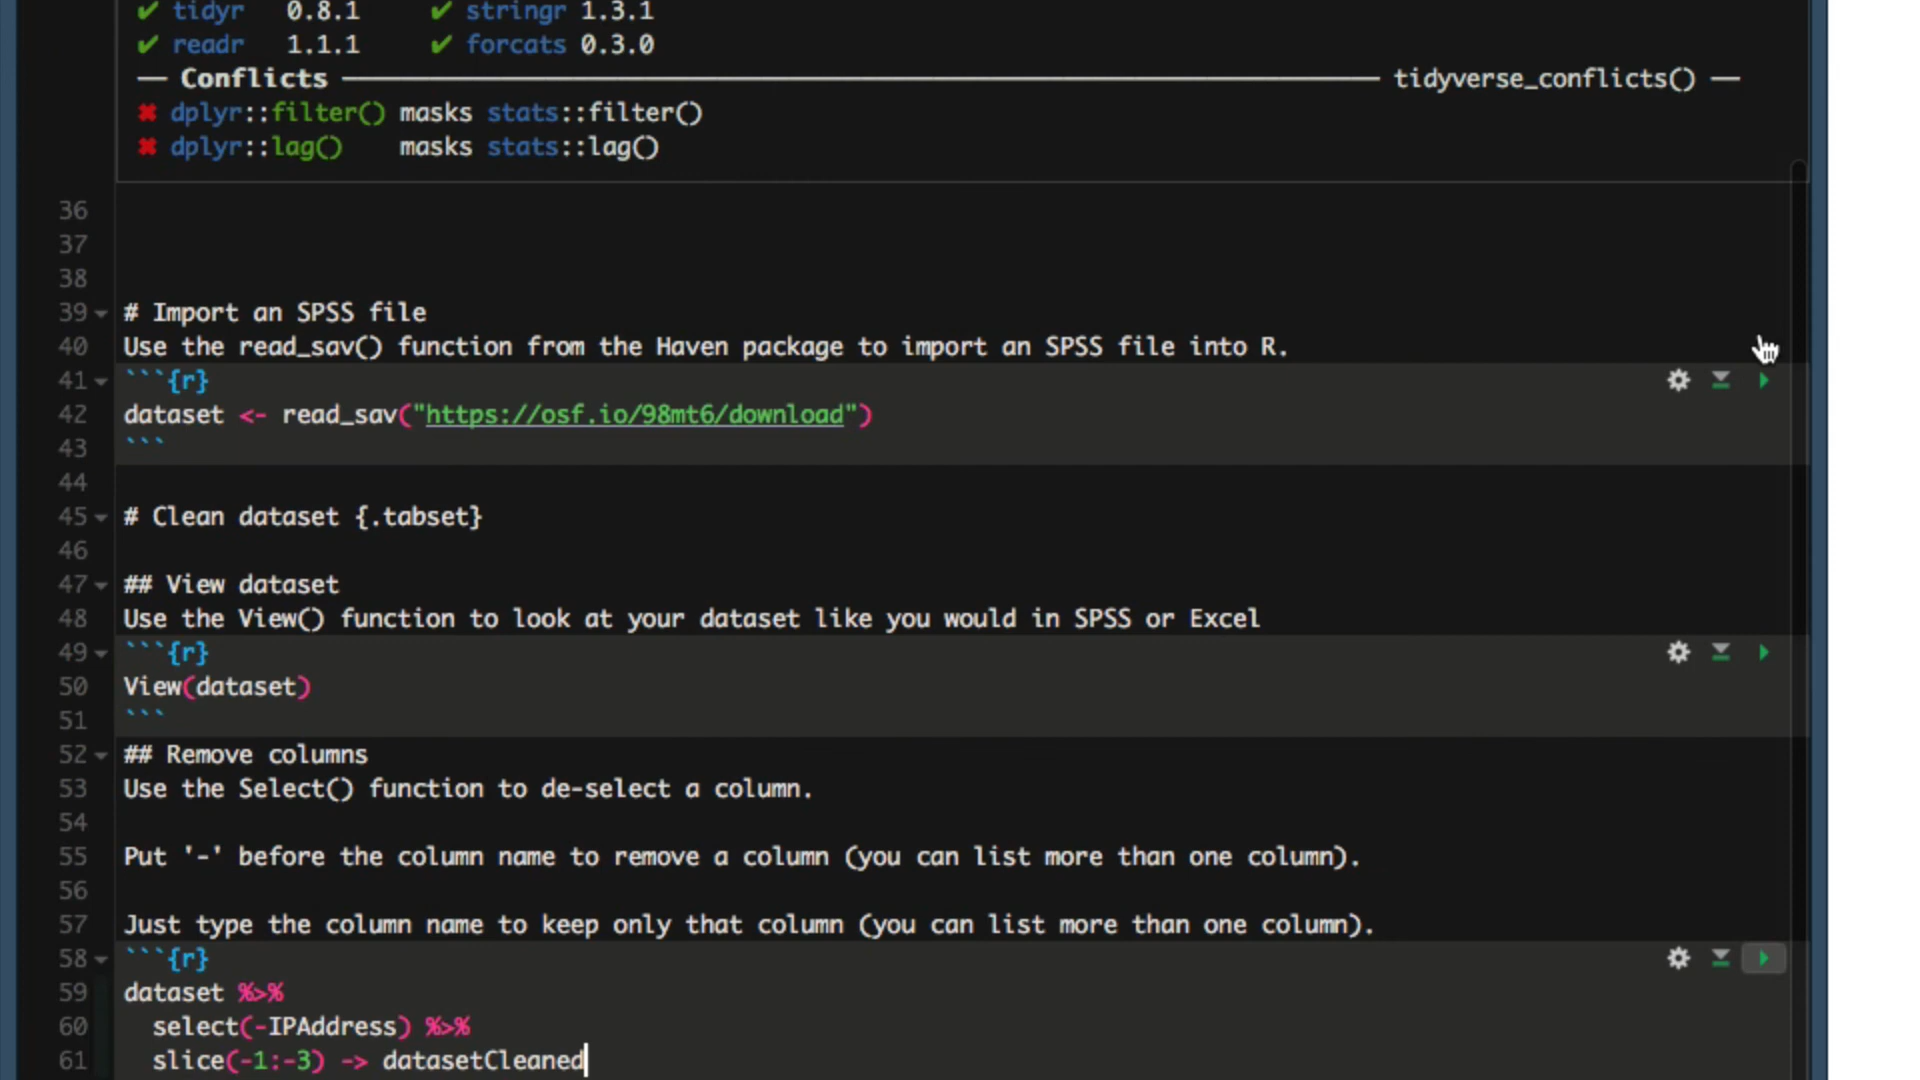 ✔ tidyr 0.8.1 ✔ stringr 1.3.1
✔ readr 1.1.1 ✔ forcats 0.3.0
── Conflicts ── tidyverse_conflicts() ──
✖ dplyr::filter() masks stats::filter()
✖ dplyr::lag() masks stats::lag()
36
37
38
39 # Import an SPSS file
40 Use the read_sav() function from the Haven package to import an SPSS file into R.
41 ```{r}
42 dataset <- read_sav("https://osf.io/98mt6/download")
43 ```
44
45 # Clean dataset {.tabset}
46
47 ## View dataset
48 Use the View() function to look at your dataset like you would in SPSS or Excel
49 ```{r}
50 View(dataset)
51 ```
52 ## Remove columns
53 Use the Select() function to de-select a column.
54
55 Put '-' before the column name to remove a column (you can list more than one column).
56
57 Just type the column name to keep only that column (you can list more than one column).
58 ```{r}
59 dataset %>%
60   select(-IPAddress) %>%
61   slice(-1:-3) -> datasetCleaned